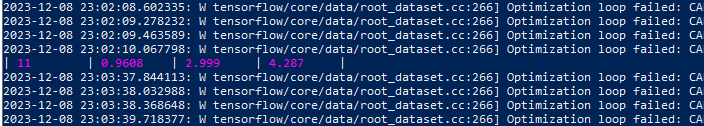 2023-12-08 23:02:08.602335: W tensorflow/core/data/root_dataset.cc:266] Optimization loop failed: CA
2023-12-08 23:02:09.278232: W tensorflow/core/data/root_dataset.cc:266] Optimization loop failed: CA
2023-12-08 23:02:09.463589: W tensorflow/core/data/root_dataset.cc:266] Optimization loop failed: CA
2023-12-08 23:02:10.067798: W tensorflow/core/data/root_dataset.cc:266] Optimization loop failed: CA
| 11 | 0.9608 | 2.999 | 4.287 |
2023-12-08 23:03:37.844113: W tensorflow/core/data/root_dataset.cc:266] Optimization loop failed: CA
2023-12-08 23:03:38.032988: W tensorflow/core/data/root_dataset.cc:266] Optimization loop failed: CA
2023-12-08 23:03:38.368648: W tensorflow/core/data/root_dataset.cc:266] Optimization loop failed: CA
2023-12-08 23:03:39.718377: W tensorflow/core/data/root_dataset.cc:266] Optimization loop failed: CA